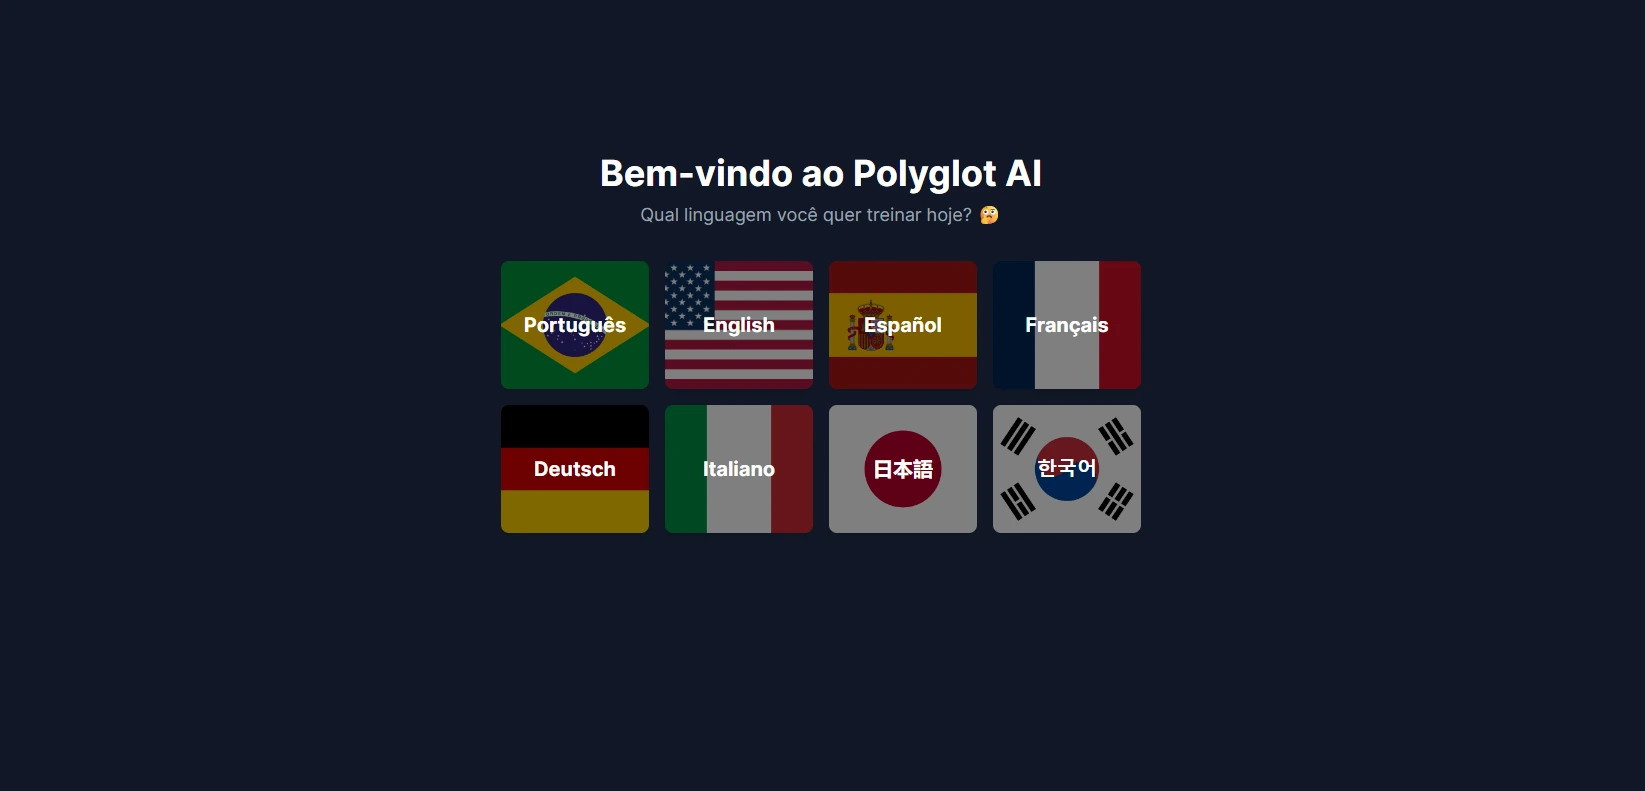 Bem-vindo ao Polyglot AI
Qual linguagem você quer treinar hoje? 🤔
Português
English
Español
Français
Deutsch
Italiano
日本語
한국어